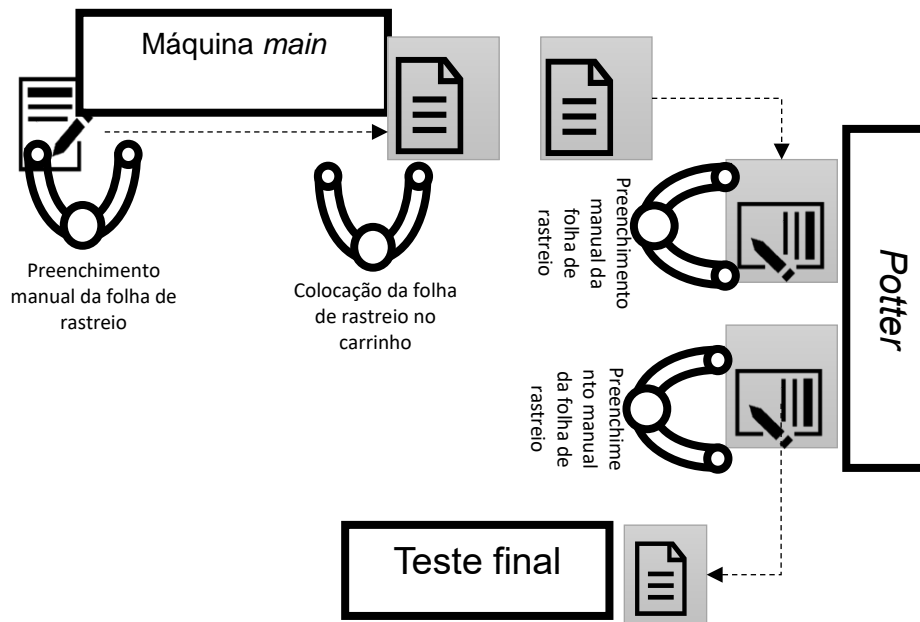 Máquina main
Preenchimento
manual da folha de
rastreio
Colocação da folha
de rastreio no
carrinho
Preenchimento
manual da
folha de
rastreio
Potter
Preenchime
nto manual
da folha de
rastreio
Teste final